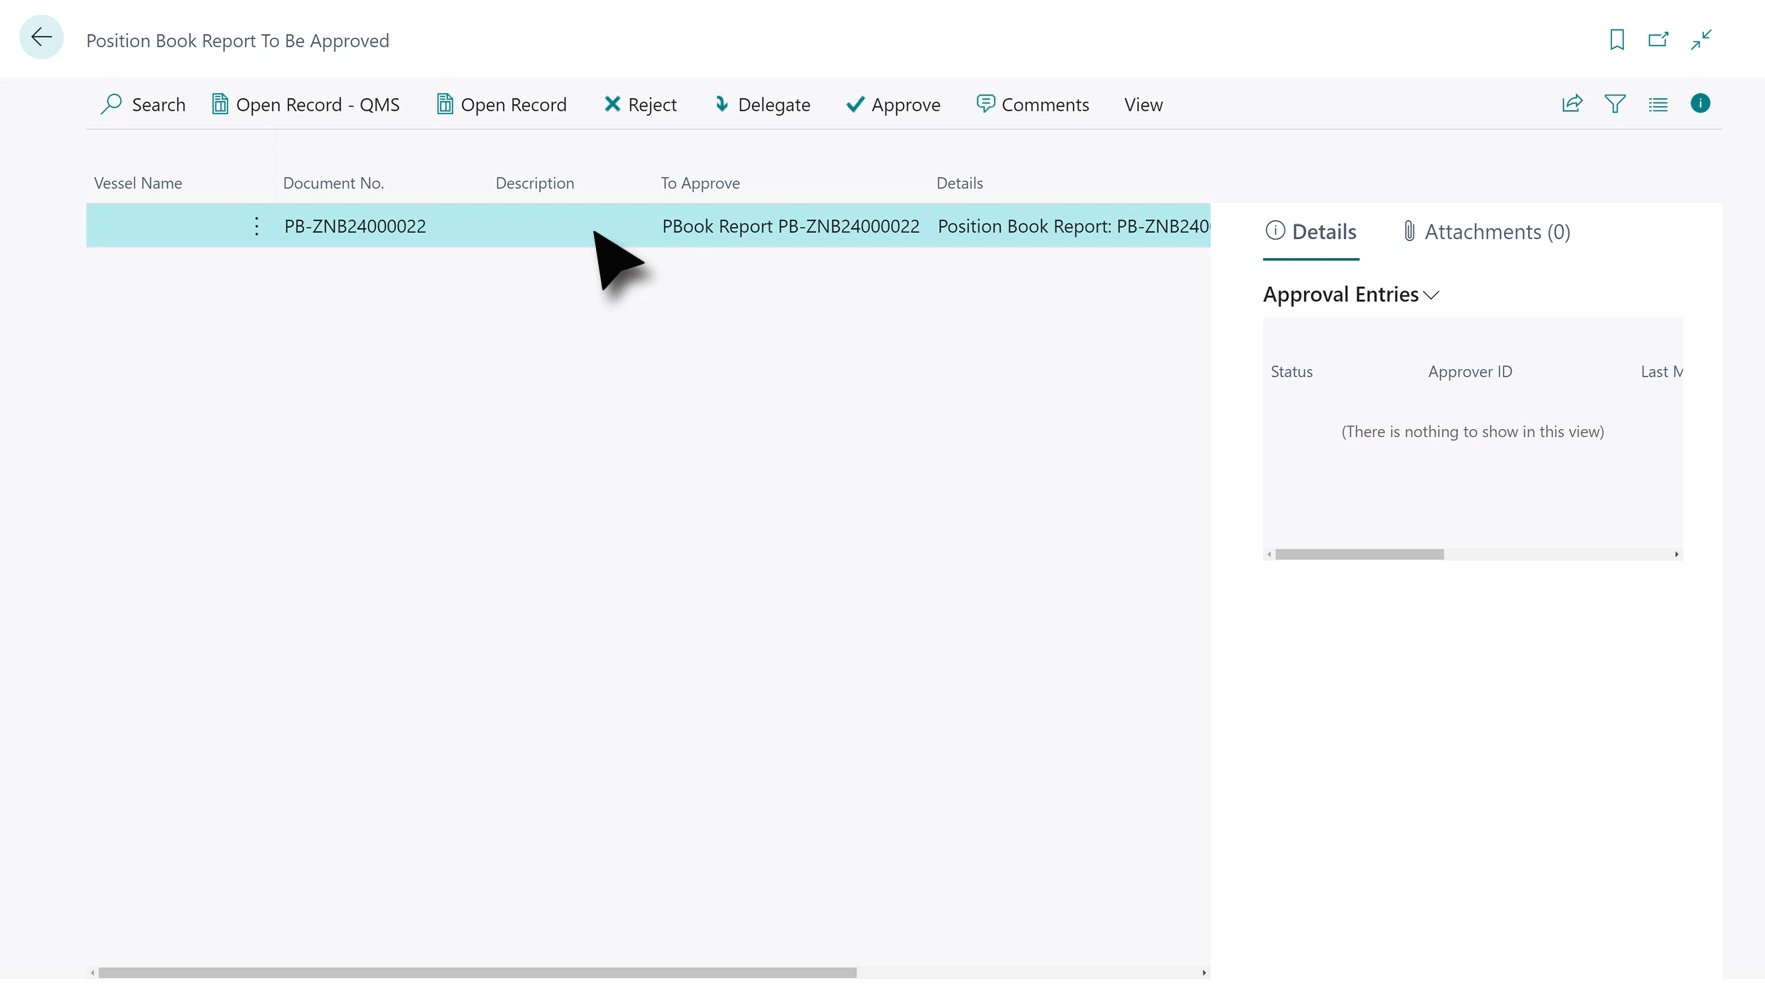 Position Book Report To Be Approved
Search Open Record - QMS Open Record Reject Delegate Approve Comments View
Vessel Name Document No. Description To Approve Details
PB-ZNB24000022 PBook Report PB-ZNB24000022 Position Book Report: PB-ZNB240
Details Attachments (0)
Approval Entries
Status Approver ID Last M
(There is nothing to show in this view)